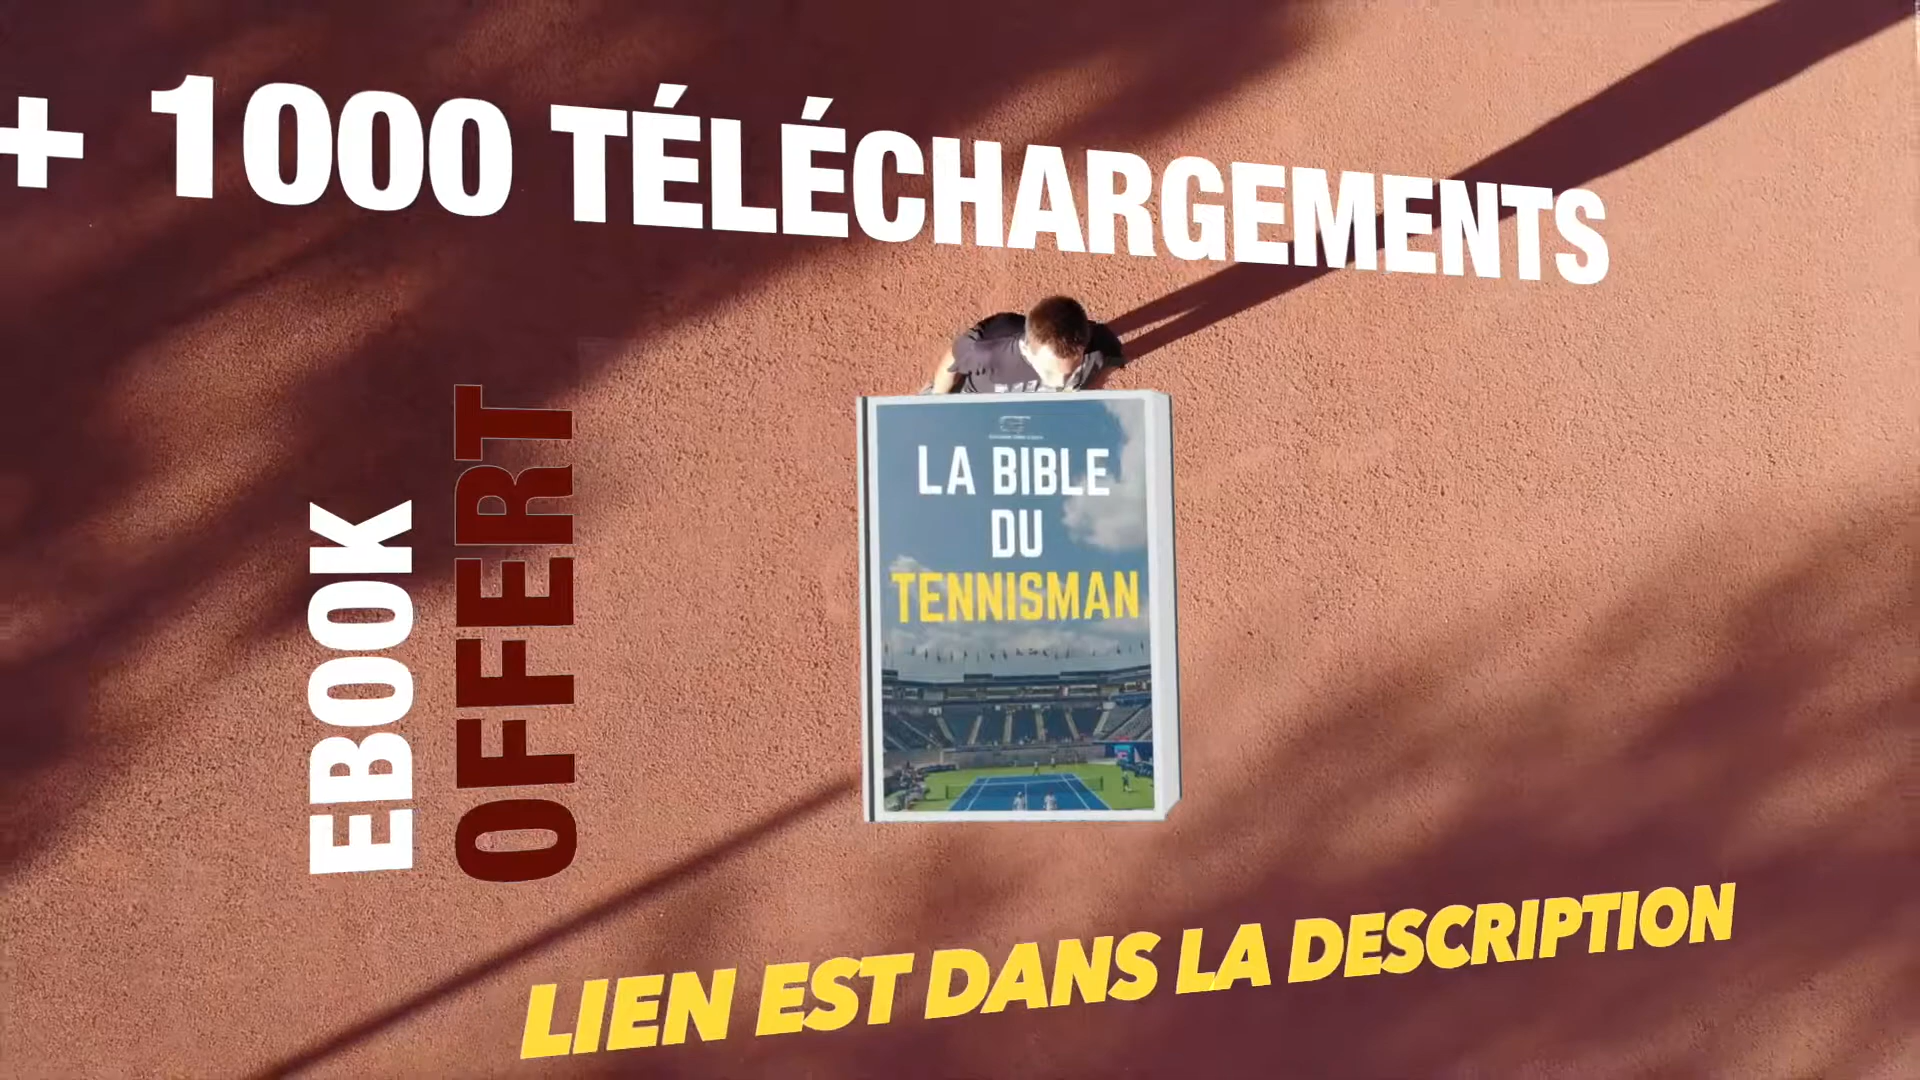 + 1000 TÉLÉCHARGEMENTS
EBOOK
OFFERT
LA BIBLE
DU
TENNISMAN
LIEN EST DANS LA DESCRIPTION